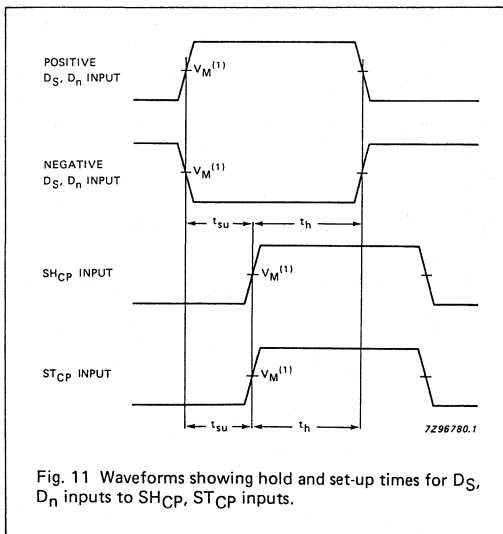 POSITIVE
DS, Dn INPUT
VM(1)
NEGATIVE
DS, Dn INPUT
VM(1)
tsu
th
SHCP INPUT
VM(1)
STCP INPUT
VM(1)
tsu
th
7Z96780.1
Fig. 11 Waveforms showing hold and set-up times for DS,
Dn inputs to SHCP, STCP inputs.